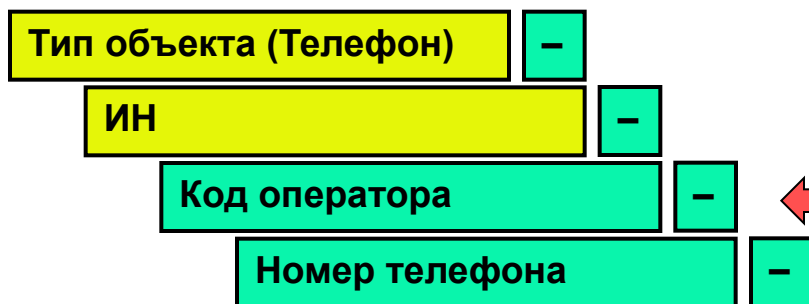 Тип объекта (Телефон) –
ИН –
Код оператора –
Номер телефона –